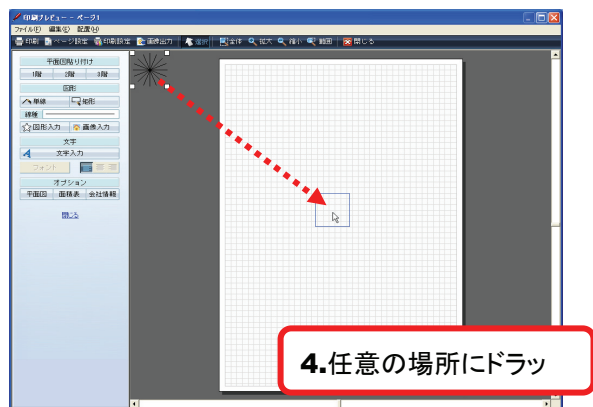 印刷プレビュー - ページ1
ファイル(F) 編集(E) 配置(H)
印刷 ページ設定 印刷設定 画像出力 選択 全体 拡大 縮小 範囲 閉じる
平面図貼り付け
1階 2階 3階
図形
単線 矩形
線種
図形入力 画像入力
文字
文字入力
フォント
オプション
平面図 面積表 会社情報
閉じる
4.任意の場所にドラッ